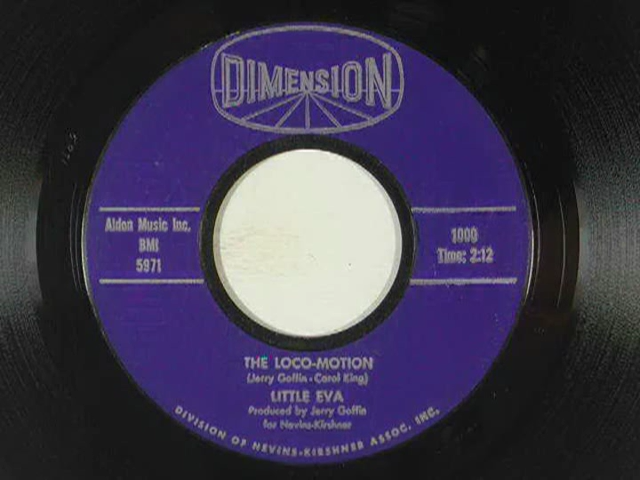 DIMENSION
Aldon Music Inc.
BMI
5971
1000
Time: 2:12
THE LOCO-MOTION
(Jerry Goffin - Carol King)
LITTLE EVA
Produced by Jerry Goffin
for Nevins-Kirshner
DIVISION OF NEVINS-KIRSHNER ASSOC. INC.